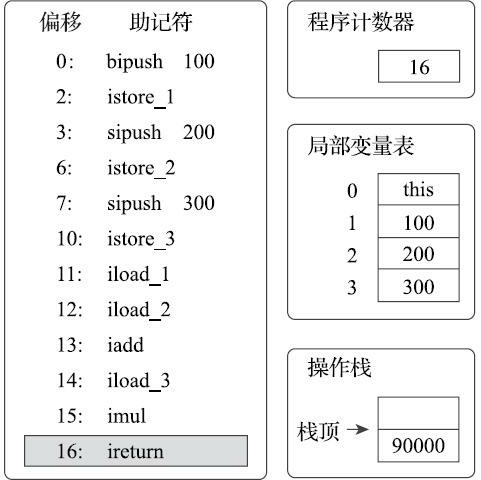 偏移 助记符
0: bipush 100
2: istore_1
3: sipush 200
6: istore_2
7: sipush 300
10: istore_3
11: iload_1
12: iload_2
13: iadd
14: iload_3
15: imul
16: ireturn
程序计数器
16
局部变量表
0 this
1 100
2 200
3 300
操作栈
栈顶
90000